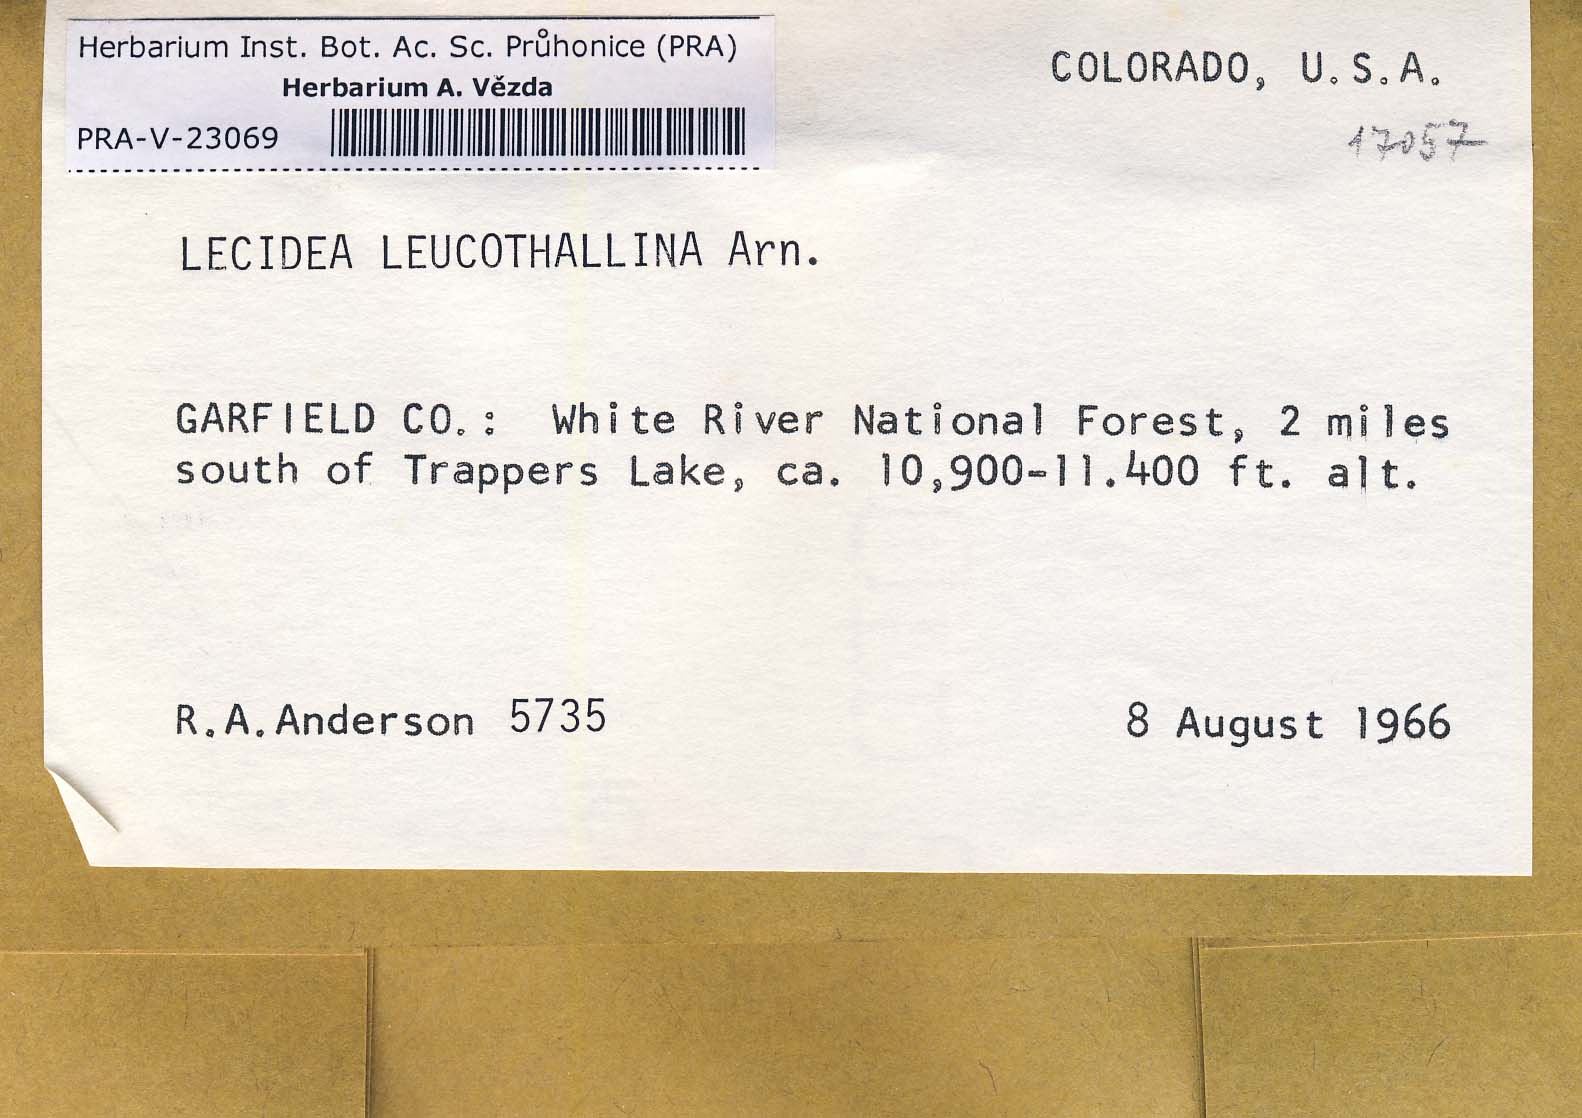 Herbarium Inst. Bot. Ac. Sc. Průhonice (PRA)
Herbarium A. Vězda
PRA-V-23069
COLORADO, U.S.A.
17057
LECIDEA LEUCOTHALLINA Arn.
GARFIELD CO.: White River National Forest, 2 miles
south of Trappers Lake, ca. 10,900-11.400 ft. alt.
R.A.Anderson 5735
8 August 1966